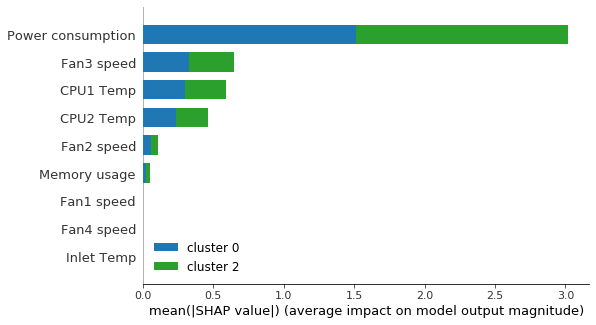 Power consumption
Fan3 speed
CPU1 Temp
CPU2 Temp
Fan2 speed
Memory usage
Fan1 speed
Fan4 speed
Inlet Temp
cluster 0
cluster 2
0.0 0.5 1.0 1.5 2.0 2.5 3.0
mean(|SHAP value|) (average impact on model output magnitude)